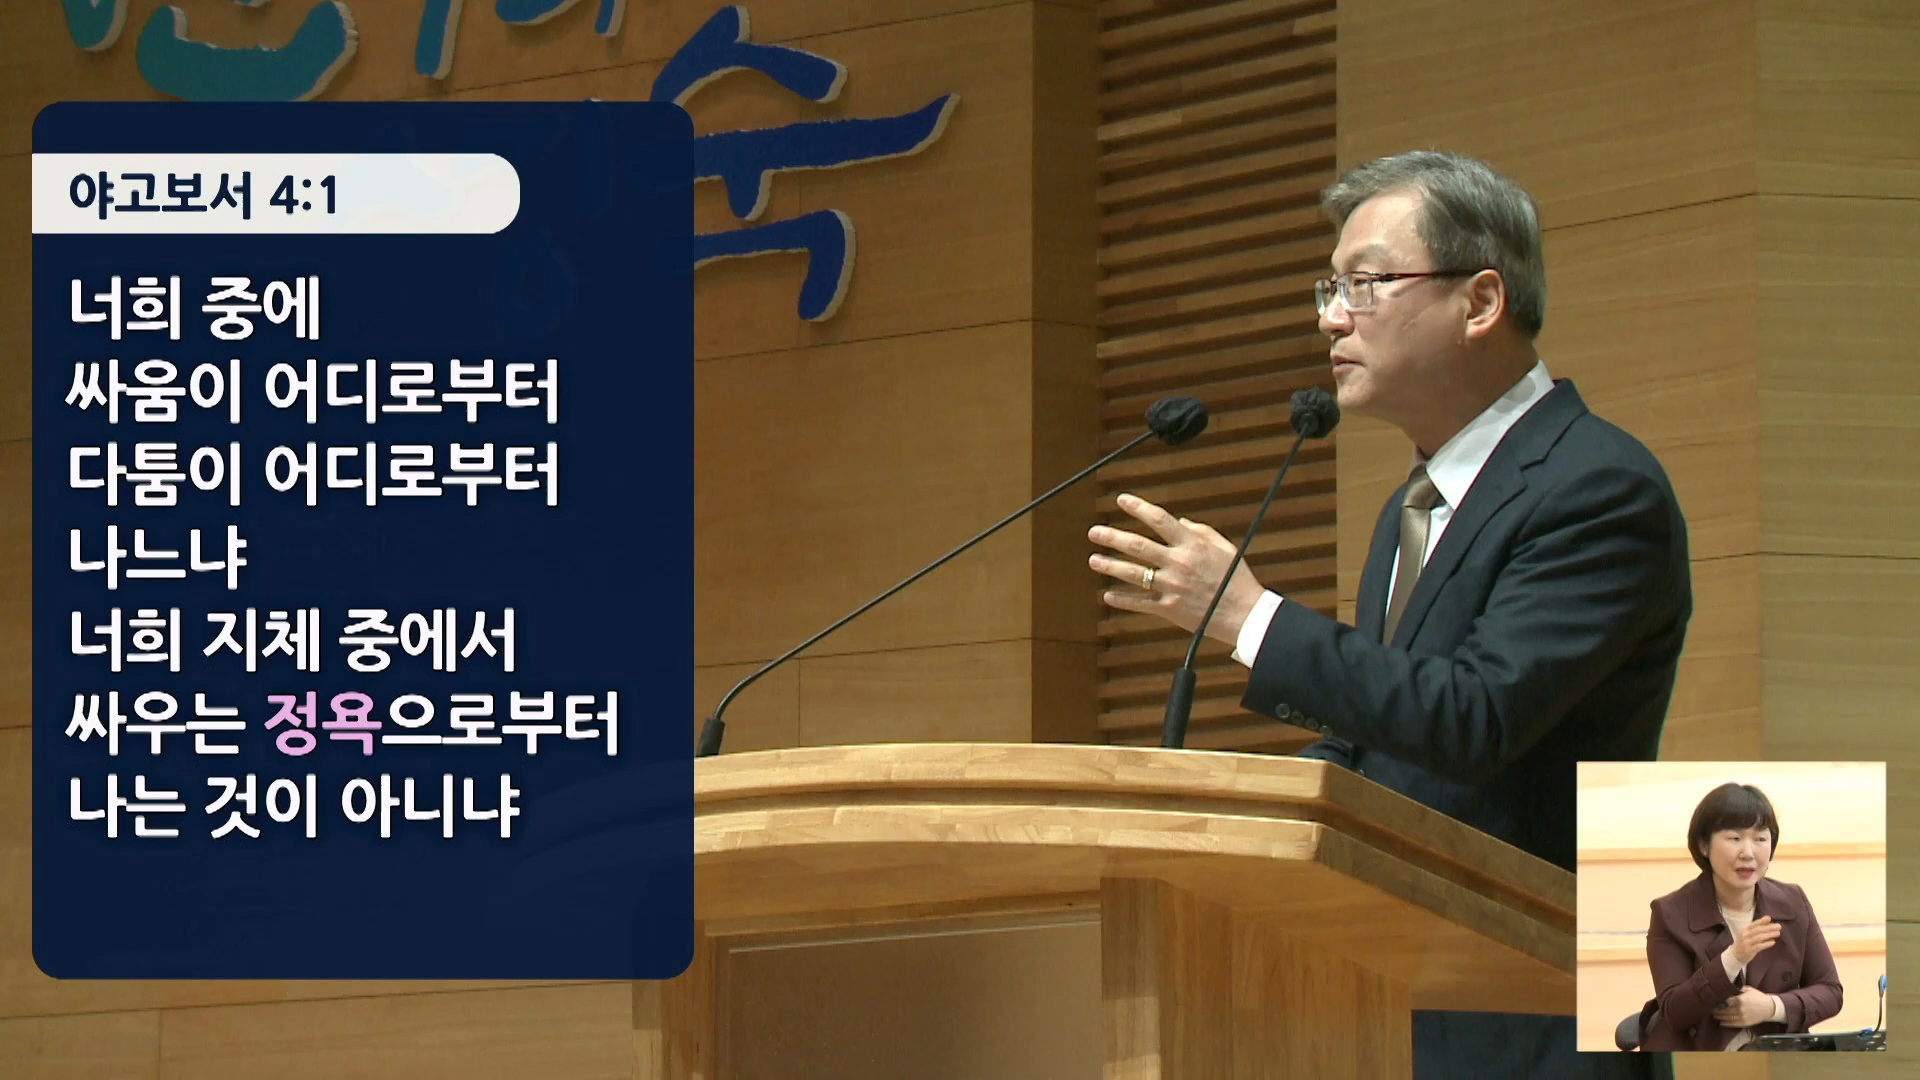 야고보서 4:1
너희 중에
싸움이 어디로부터
다툼이 어디로부터
나느냐
너희 지체 중에서
싸우는 정욕으로부터
나는 것이 아니냐